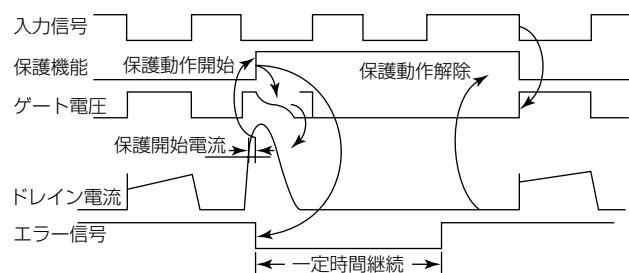 入力信号
保護機能
保護動作開始
保護動作解除
ゲート電圧
保護開始電流
ドレイン電流
エラー信号
一定時間継続